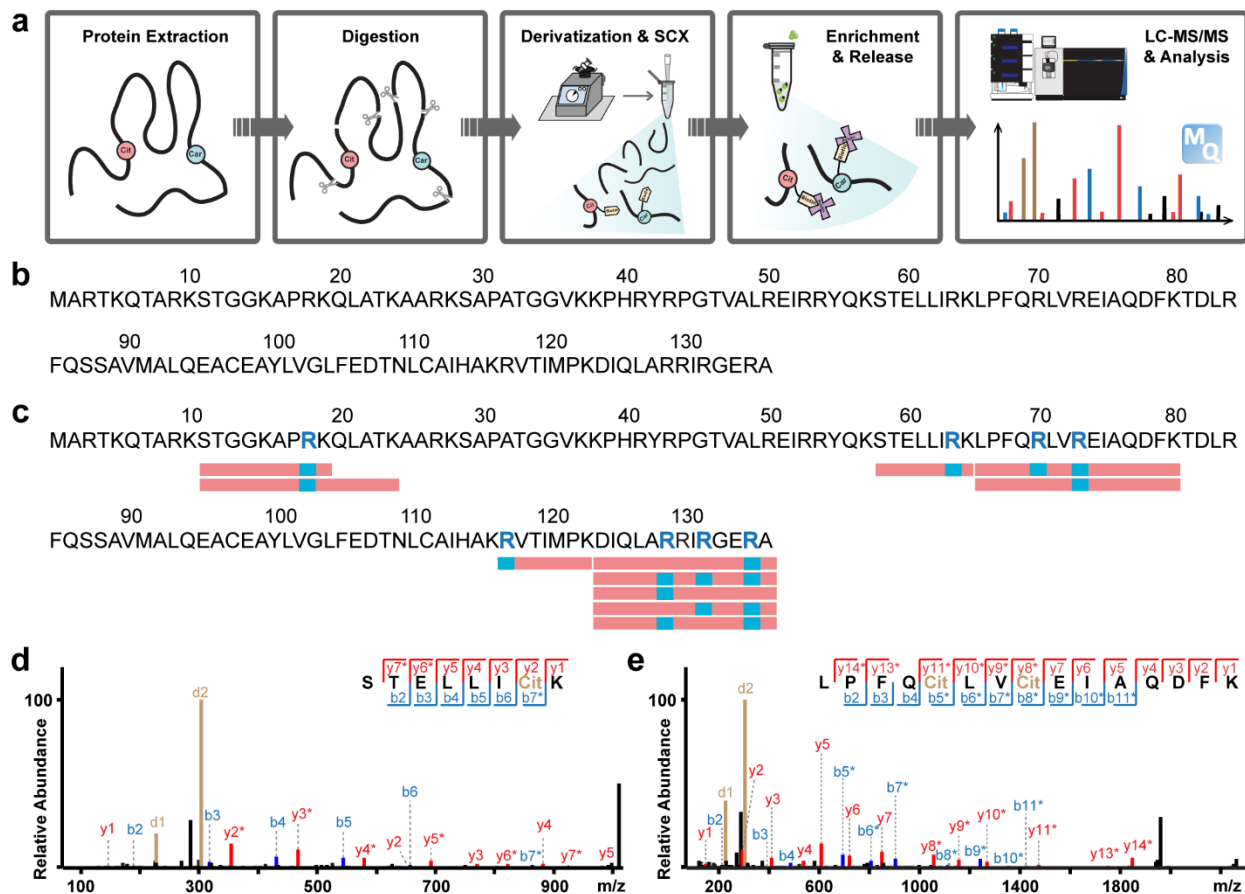 a
Protein Extraction
Digestion
Derivatization & SCX
Enrichment
& Release
LC-MS/MS
& Analysis
Cit
Car
Cit
Car
Cit
Car
Cit
Car
MQ
b
10 20 30 40 50 60 70 80
MARTKQTARKSTGGKAPRKQLATKAARKSAPATGGVKKPHRYRPGTVALREIRRYQKSTELLIRKLPFQRLVREIAQDFKTDLR
90 100 110 120 130
FQSSAVMALQEACEAYLVGLFEDTNLCAIHAKRVTIMPKDIQLARRIRGERA
c
10 20 30 40 50 60 70 80
MARTKQTARKSTGGKAPRKQLATKAARKSAPATGGVKKPHRYRPGTVALREIRRYQKSTELLIRKLPFQRLVREIAQDFKTDLR
90 100 110 120 130
FQSSAVMALQEACEAYLVGLFEDTNLCAIHAKRVTIMPKDIQLARRIRGERA
d
y7* y6* y5 y4 y3 y2 y1
S T E L L I Cit K
b2 b3 b4 b5 b6 b7*
100
Relative Abundance
d2
d1
y1 b2 b3 y2* b4 y3* b5 y4* y2 b6 y5* y3 y6* b7* y4 y7* y5
100 300 500 700 900 m/z
e
y14* y13* y11* y10* y9* y8* y7 y6 y5 y4 y3 y2 y1
L P F Q Cit L V Cit E I A Q D F K
b2 b3 b4 b5* b6* b7* b8* b9* b10* b11*
100
Relative Abundance
d2
d1
y1 b2 y2 b3 y3 b4 y4 y5 b5* y6 b6* y7 b7* y8* b8* y9* b9* y10* b10* b11* y11* y13* y14*
200 600 1000 1400 1800 m/z